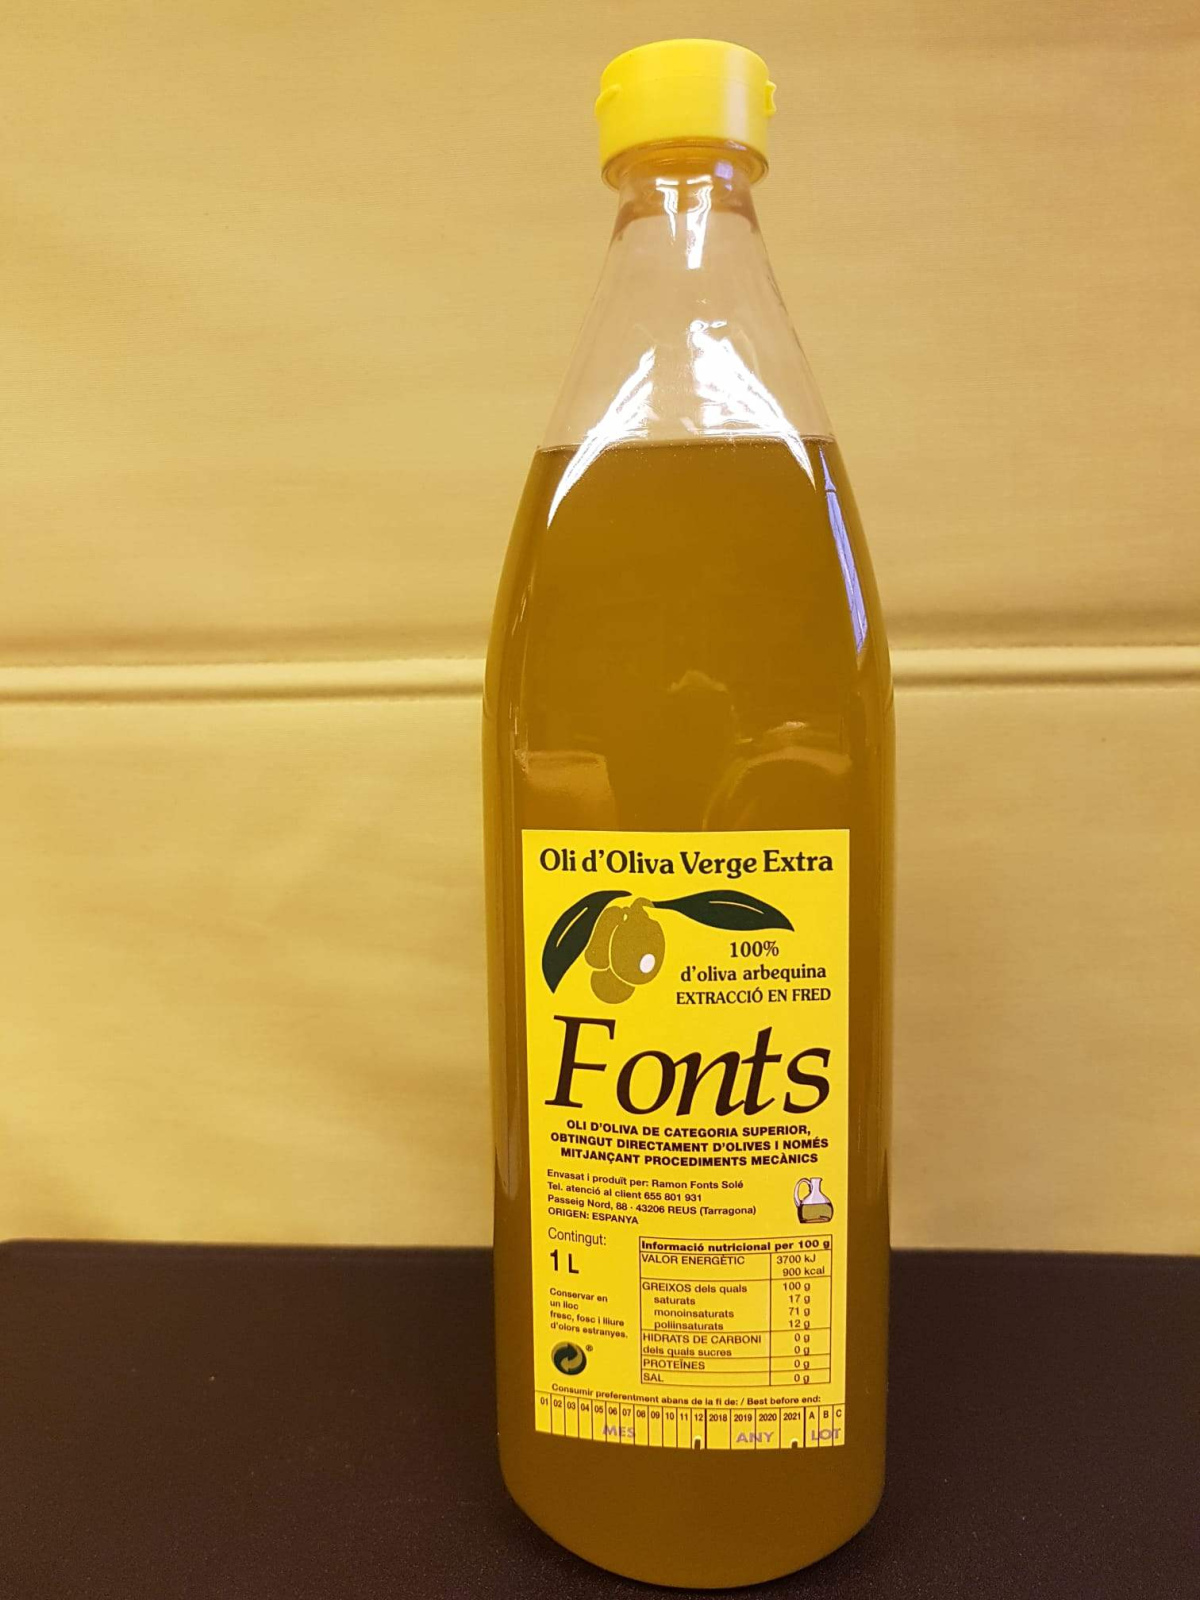 Oli d'Oliva Verge Extra
100%
d'oliva arbequina
EXTRACCIÓ EN FRED
Fonts
OLI D'OLIVA DE CATEGORIA SUPERIOR,
OBTINGUT DIRECTAMENT D'OLIVES I NOMÉS
MITJANÇANT PROCEDIMENTS MECÀNICS
Envasat i produït per: Ramon Fonts Solé
Tel. atenció al client 655 801 931
Passeig Nord, 88 - 43206 REUS (Tarragona)
ORIGEN: ESPANYA
Contingut:
1 L
Conservar en
un lloc
fresc, fosc i lliure
d'olors estranyes.
®
Informació nutricional per 100 g
VALOR ENERGÈTIC 3700 kJ
900 kcal
GREIXOS dels quals 100 g
saturats 17 g
monoinsaturats 71 g
poliinsaturats 12 g
HIDRATS DE CARBONI 0 g
dels quals sucres 0 g
PROTEÏNES 0 g
SAL 0 g
Consumir preferentment abans de la fi de: / Best before end:
01 02 03 04 05 06 07 08 09 10 11 12 2018 2019 2020 2021 A B C
MES ANY LOT